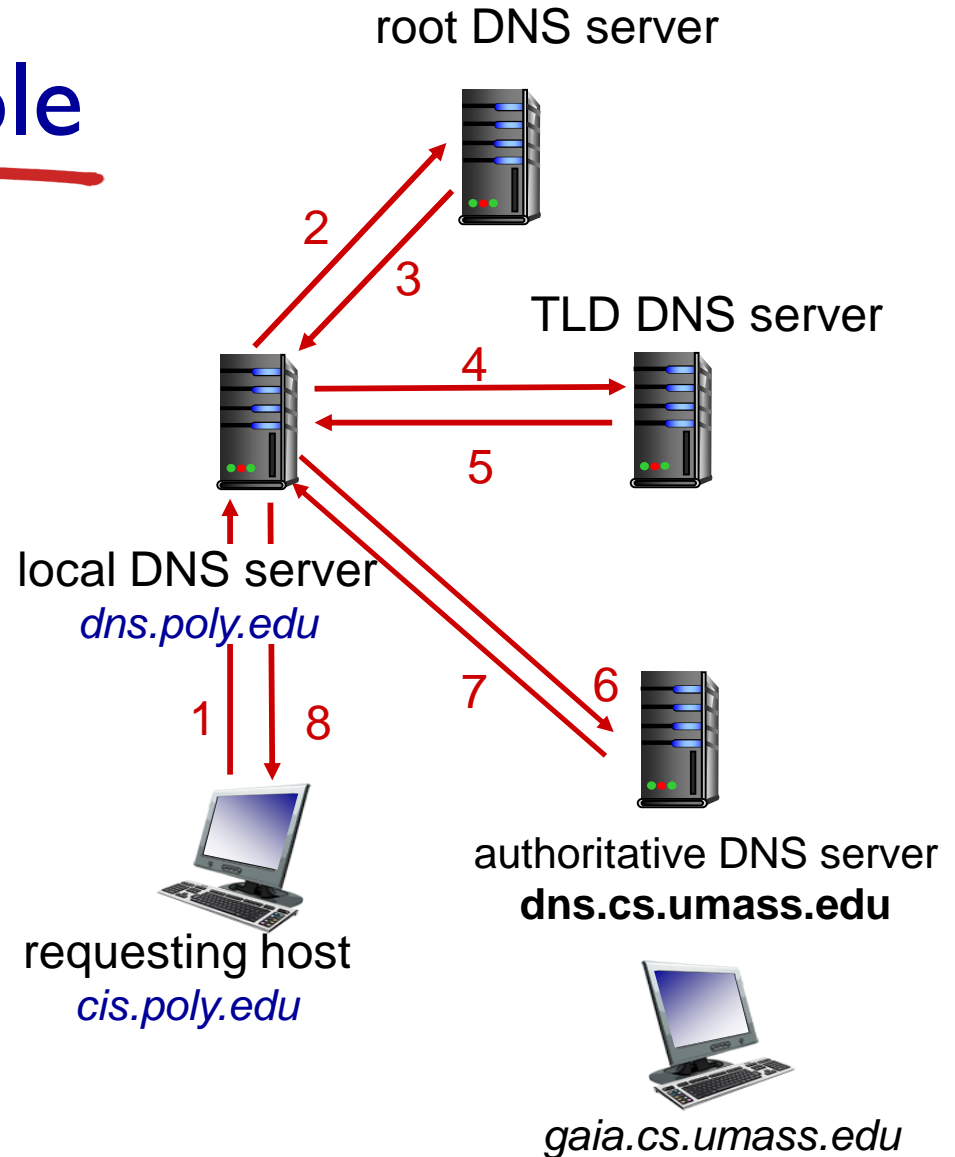 root DNS server
2
3
TLD DNS server
4
5
local DNS server
dns.poly.edu
1
8
7
6
requesting host
cis.poly.edu
authoritative DNS server
dns.cs.umass.edu
gaia.cs.umass.edu